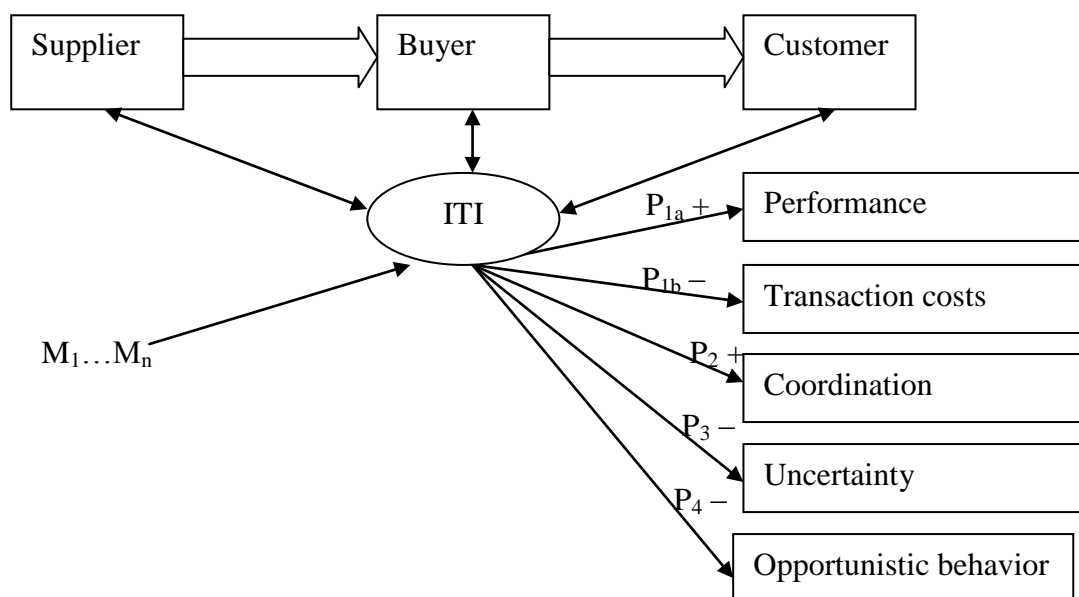 Supplier
Buyer
Customer
ITI
P1a +
Performance
P1b –
Transaction costs
M1…Mn
P2 +
Coordination
P3 –
Uncertainty
P4 –
Opportunistic behavior